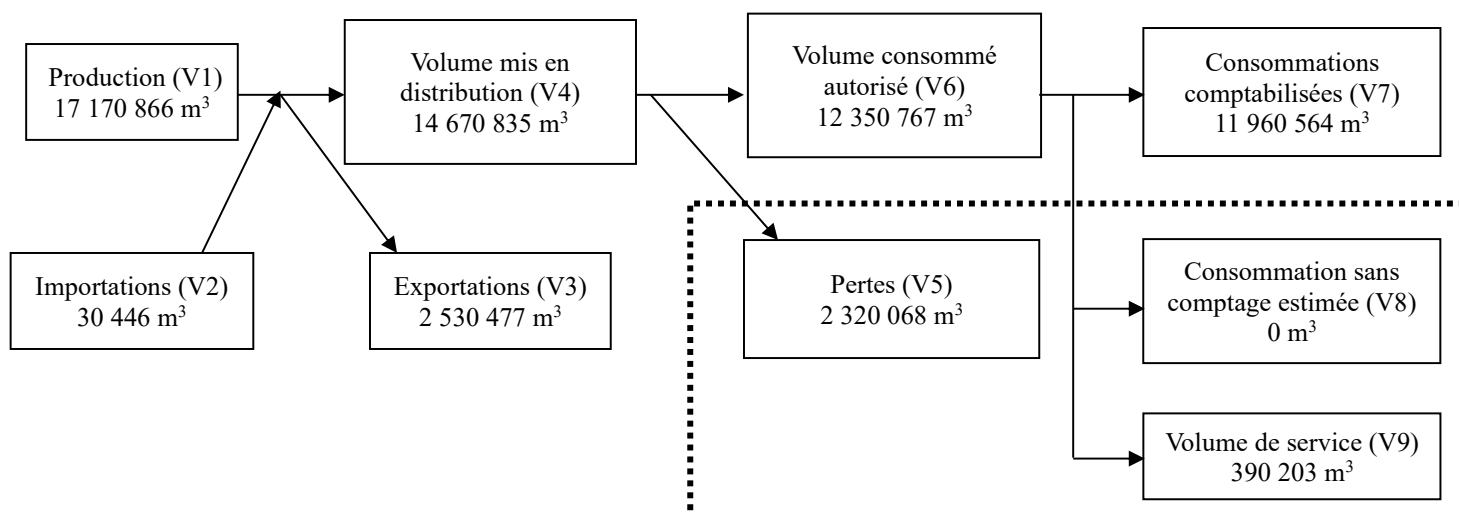 Production (V1)
17 170 866 m³
Volume mis en
distribution (V4)
14 670 835 m³
Volume consommé
autorisé (V6)
12 350 767 m³
Consommations
comptabilisées (V7)
11 960 564 m³
Importations (V2)
30 446 m³
Exportations (V3)
2 530 477 m³
Pertes (V5)
2 320 068 m³
Consommation sans
comptage estimée (V8)
0 m³
Volume de service (V9)
390 203 m³